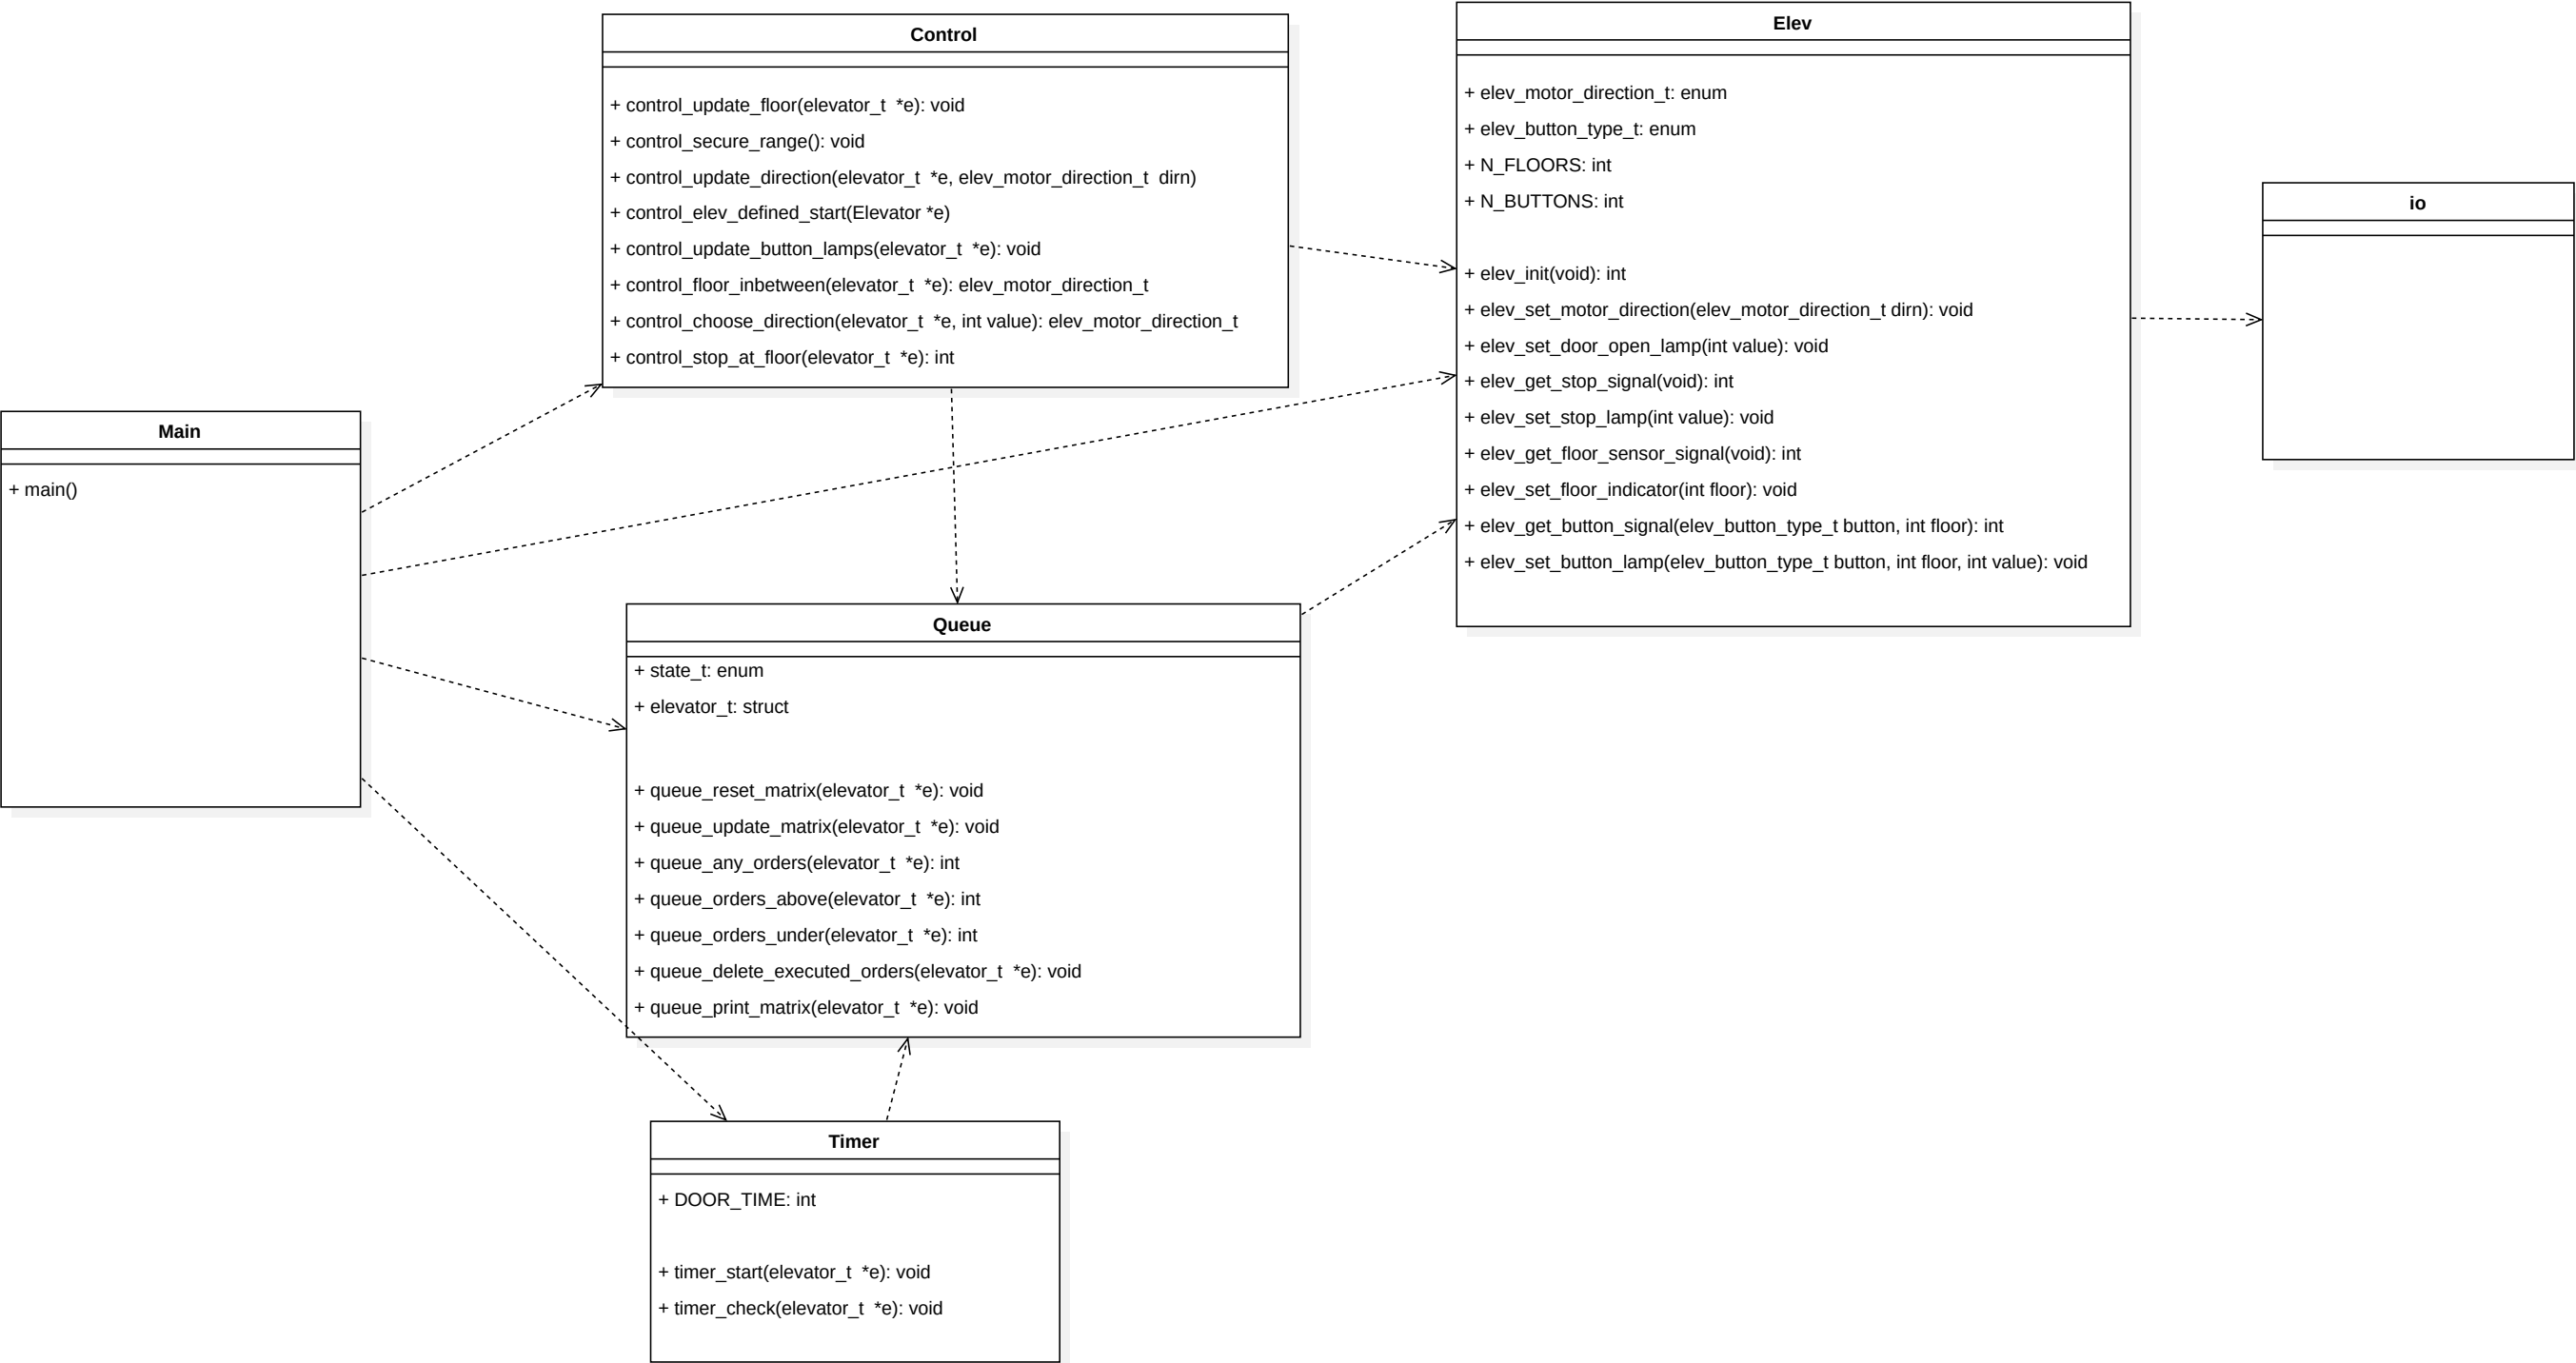 Control
+ control_update_floor(elevator_t *e): void
+ control_secure_range(): void
+ control_update_direction(elevator_t *e, elev_motor_direction_t dirn)
+ control_elev_defined_start(Elevator *e)
+ control_update_button_lamps(elevator_t *e): void
+ control_floor_inbetween(elevator_t *e): elev_motor_direction_t
+ control_choose_direction(elevator_t *e, int value): elev_motor_direction_t
+ control_stop_at_floor(elevator_t *e): int
Elev
+ elev_motor_direction_t: enum
+ elev_button_type_t: enum
+ N_FLOORS: int
+ N_BUTTONS: int
+ elev_init(void): int
+ elev_set_motor_direction(elev_motor_direction_t dirn): void
+ elev_set_door_open_lamp(int value): void
+ elev_get_stop_signal(void): int
+ elev_set_stop_lamp(int value): void
+ elev_get_floor_sensor_signal(void): int
+ elev_set_floor_indicator(int floor): void
+ elev_get_button_signal(elev_button_type_t button, int floor): int
+ elev_set_button_lamp(elev_button_type_t button, int floor, int value): void
io
Main
+ main()
Queue
+ state_t: enum
+ elevator_t: struct
+ queue_reset_matrix(elevator_t *e): void
+ queue_update_matrix(elevator_t *e): void
+ queue_any_orders(elevator_t *e): int
+ queue_orders_above(elevator_t *e): int
+ queue_orders_under(elevator_t *e): int
+ queue_delete_executed_orders(elevator_t *e): void
+ queue_print_matrix(elevator_t *e): void
Timer
+ DOOR_TIME: int
+ timer_start(elevator_t *e): void
+ timer_check(elevator_t *e): void